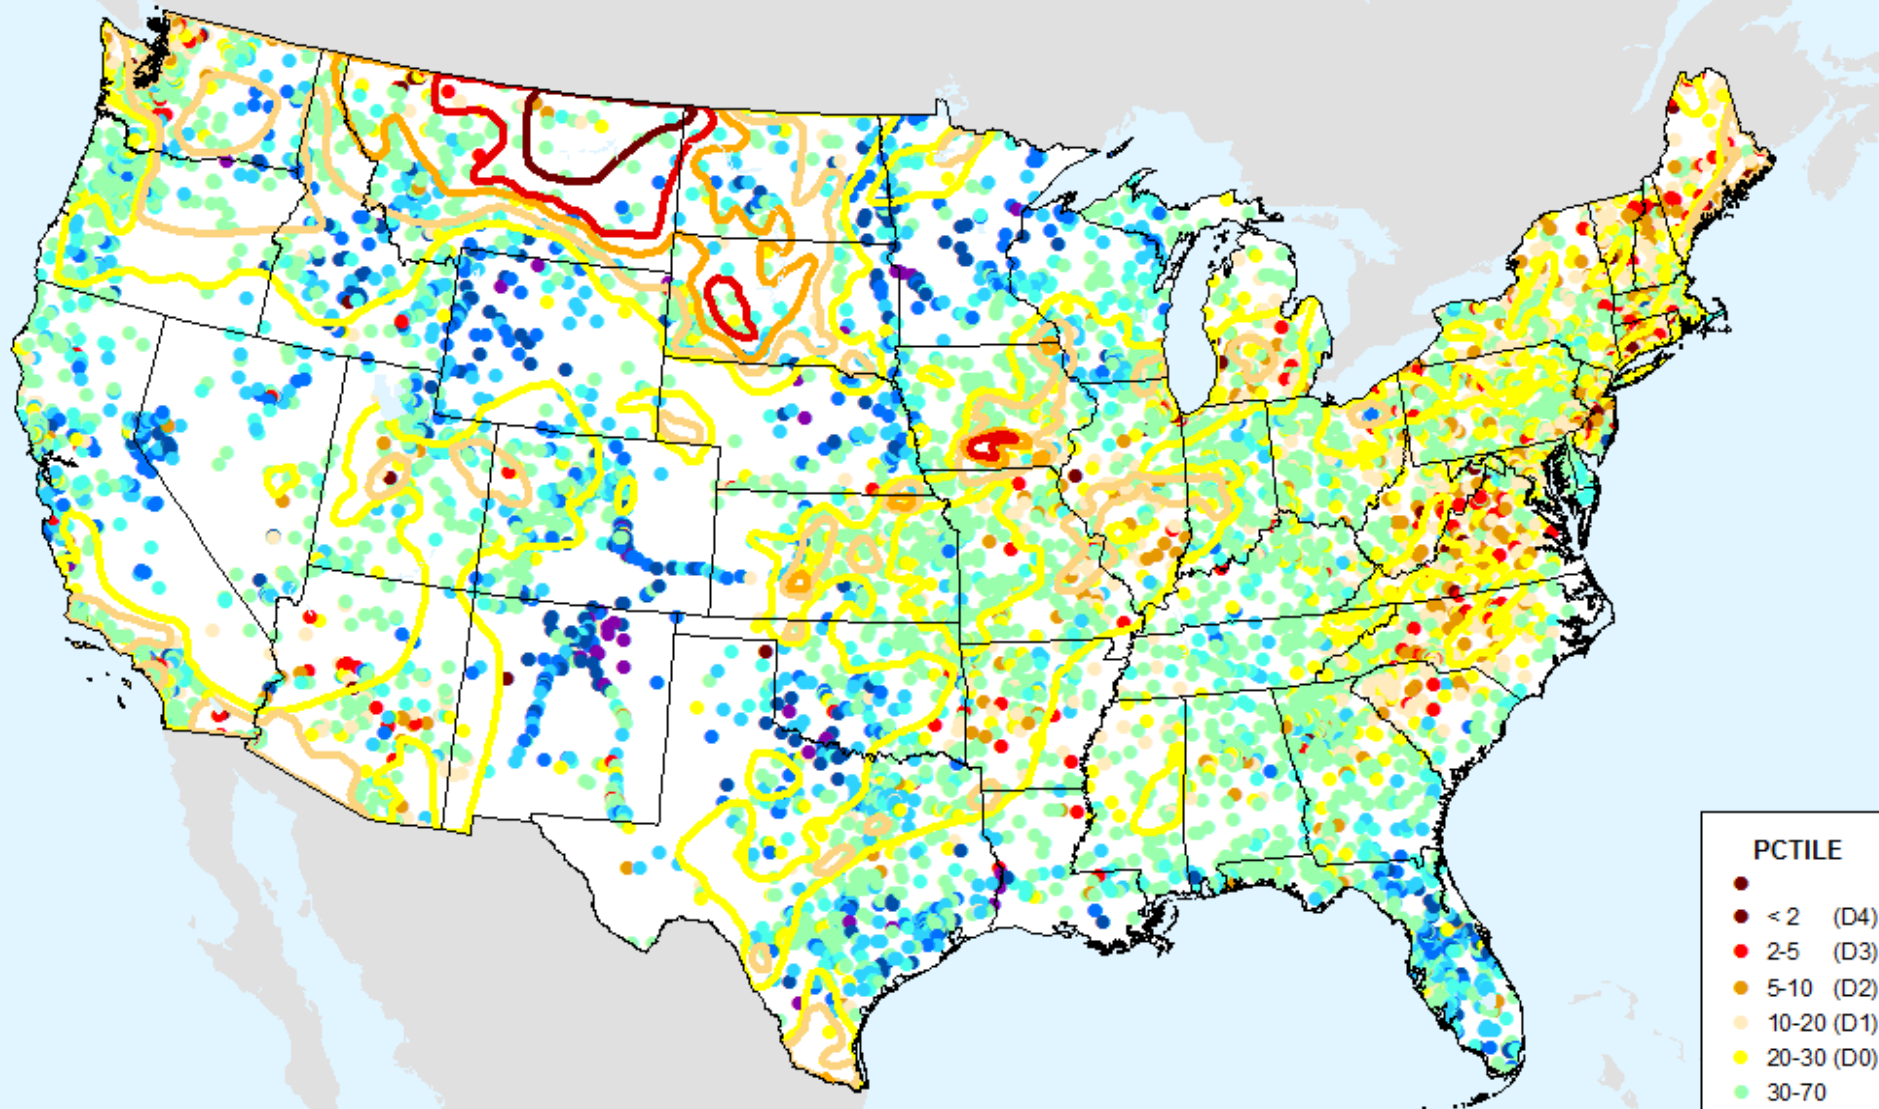 PCTILE
< 2 (D4)
2-5 (D3)
5-10 (D2)
10-20 (D1)
20-30 (D0)
30-70